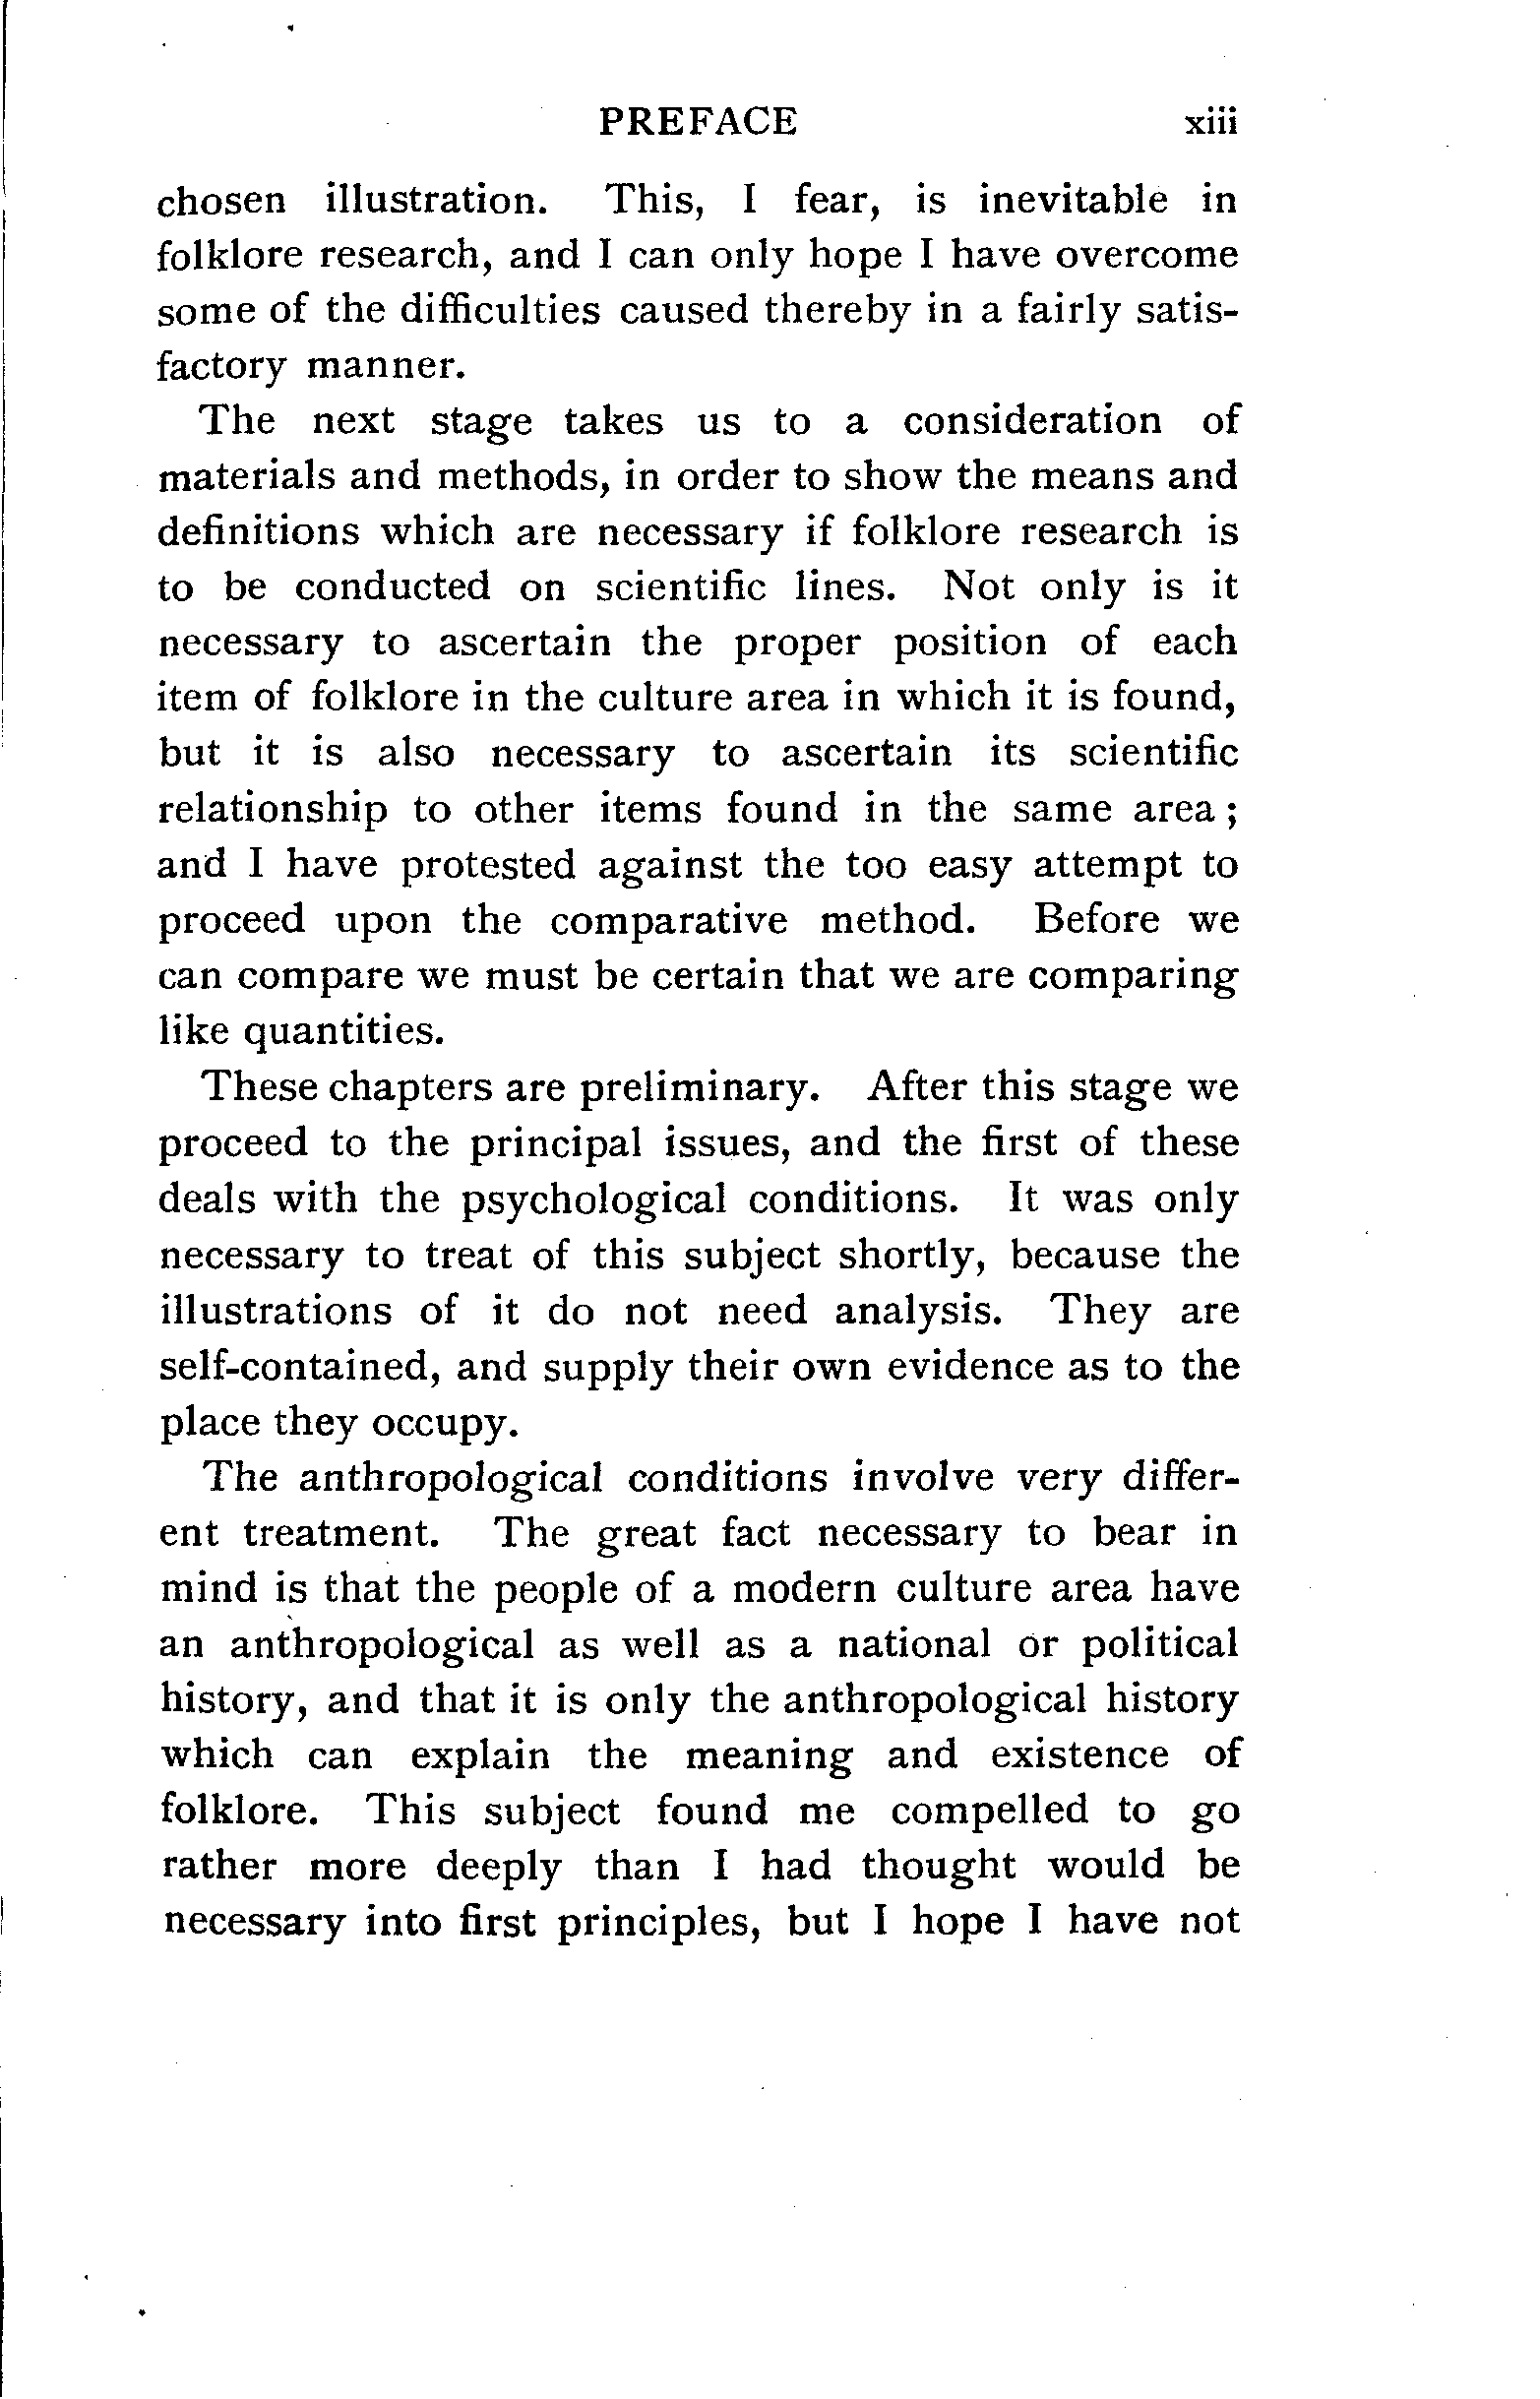 PREFACE xiii
chosen illustration. This, I fear, is inevitable in
folklore research, and I can only hope I have overcome
some of the difficulties caused thereby in a fairly satis-
factory manner.
The next stage takes us to a consideration of
materials and methods, in order to show the means and
definitions which are necessary if folklore research is
to be conducted on scientific lines. Not only is it
necessary to ascertain the proper position of each
item of folklore in the culture area in which it is found,
but it is also necessary to ascertain its scientific
relationship to other items found in the same area;
and I have protested against the too easy attempt to
proceed upon the comparative method. Before we
can compare we must be certain that we are comparing
like quantities.
These chapters are preliminary. After this stage we
proceed to the principal issues, and the first of these
deals with the psychological conditions. It was only
necessary to treat of this subject shortly, because the
illustrations of it do not need analysis. They are
self-contained, and supply their own evidence as to the
place they occupy.
The anthropological conditions involve very differ-
ent treatment. The great fact necessary to bear in
mind is that the people of a modern culture area have
an anthropological as well as a national or political
history, and that it is only the anthropological history
which can explain the meaning and existence of
folklore. This subject found me compelled to go
rather more deeply than I had thought would be
necessary into first principles, but I hope I have not